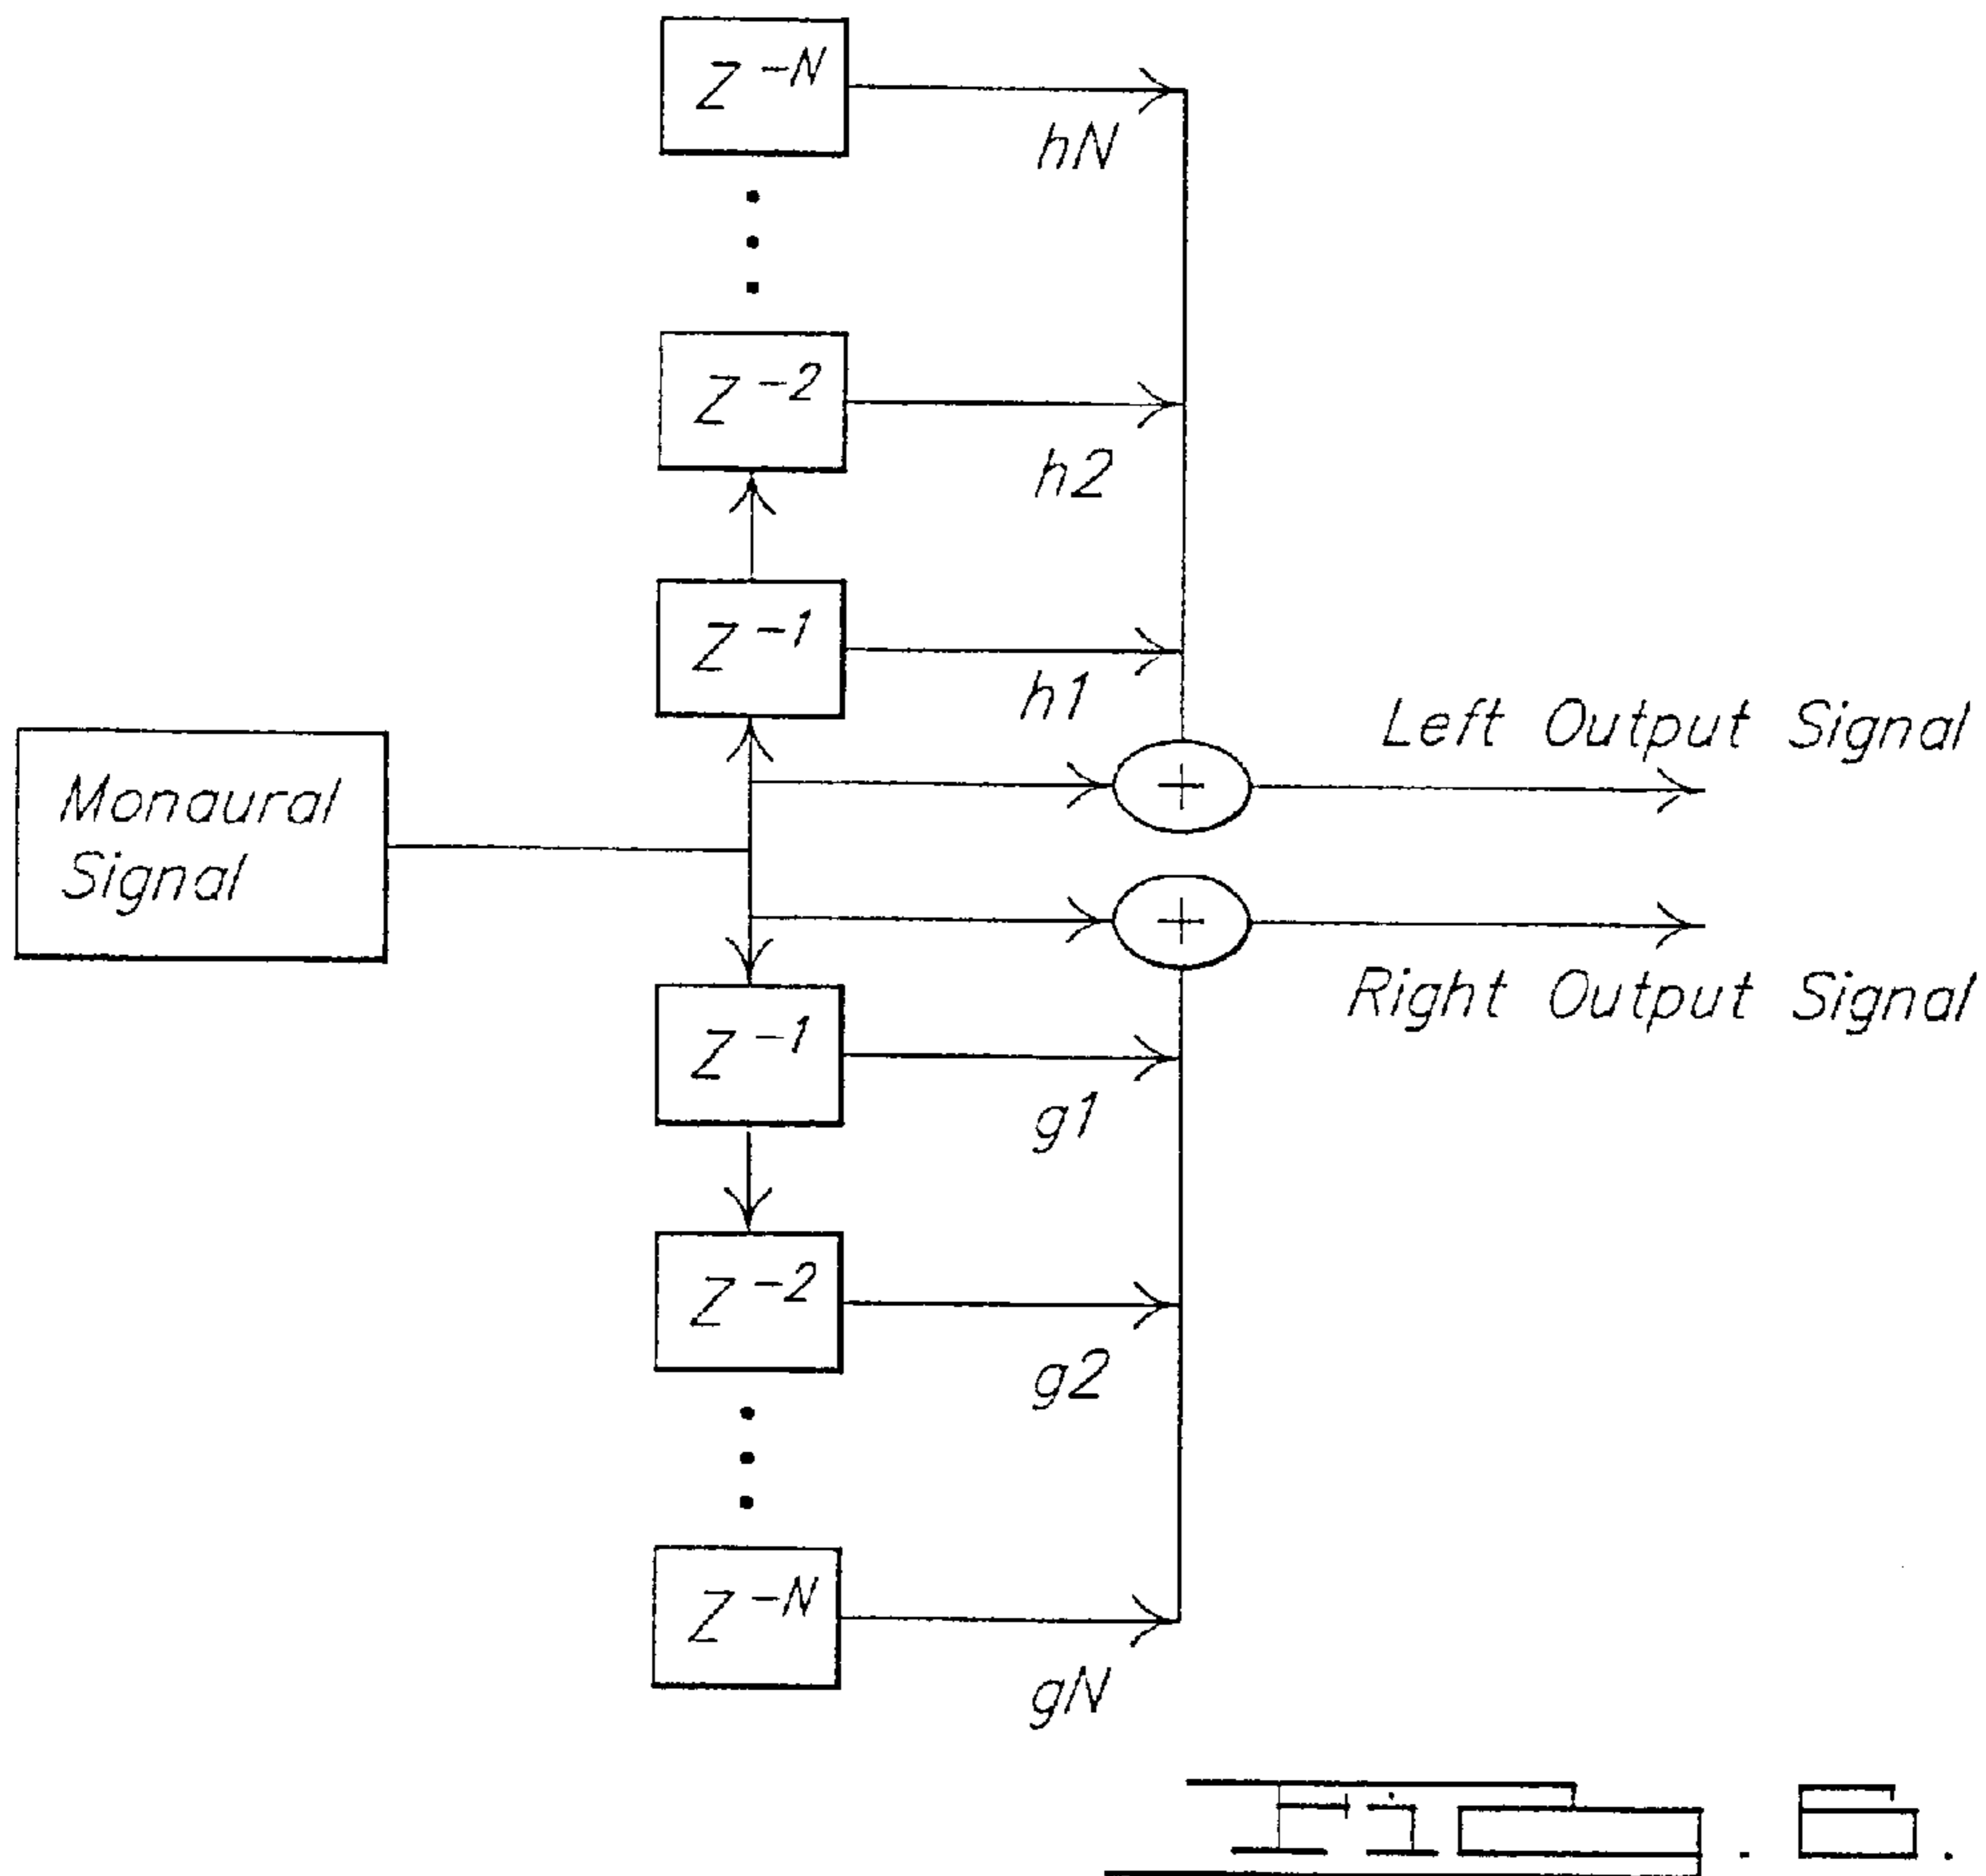 Z⁻ᴺ
hN
Z⁻²
h2
Z⁻¹
h1
Left Output Signal
Monaural
Signal
+
+
Right Output Signal
Z⁻¹
g1
Z⁻²
g2
Z⁻ᴺ
gN